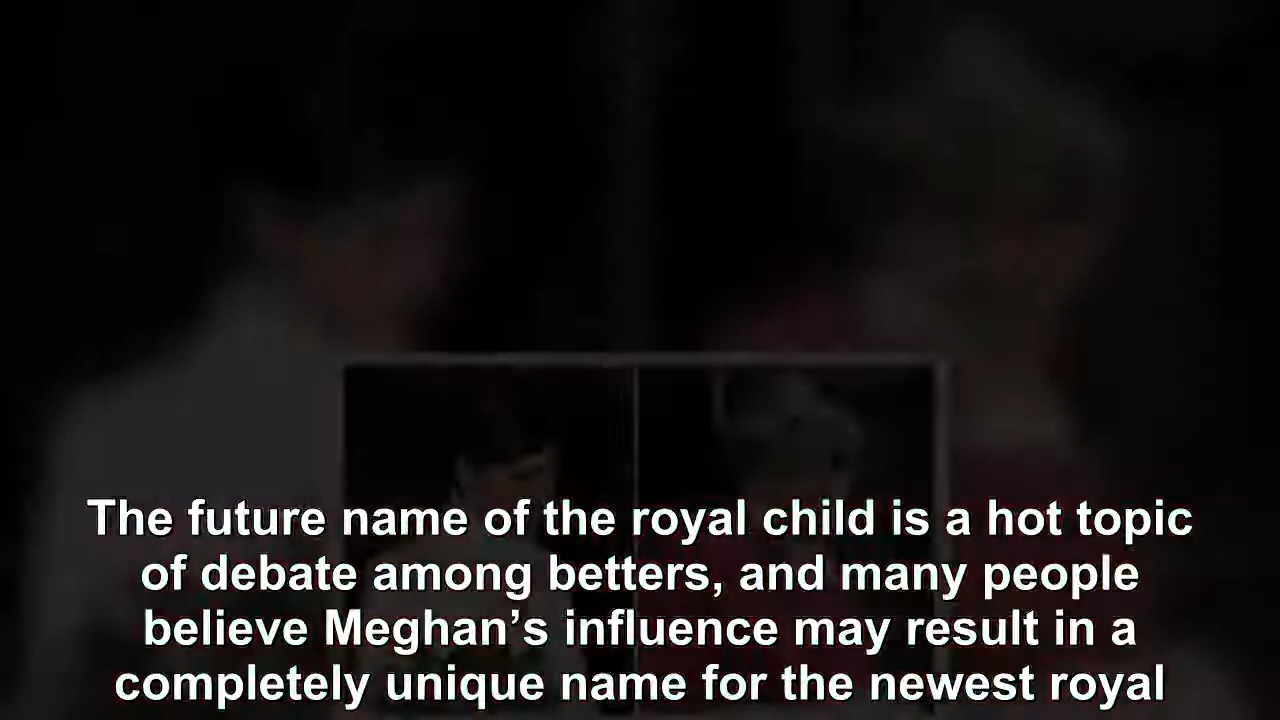 The future name of the royal child is a hot topic
of debate among betters, and many people
believe Meghan’s influence may result in a
completely unique name for the newest royal